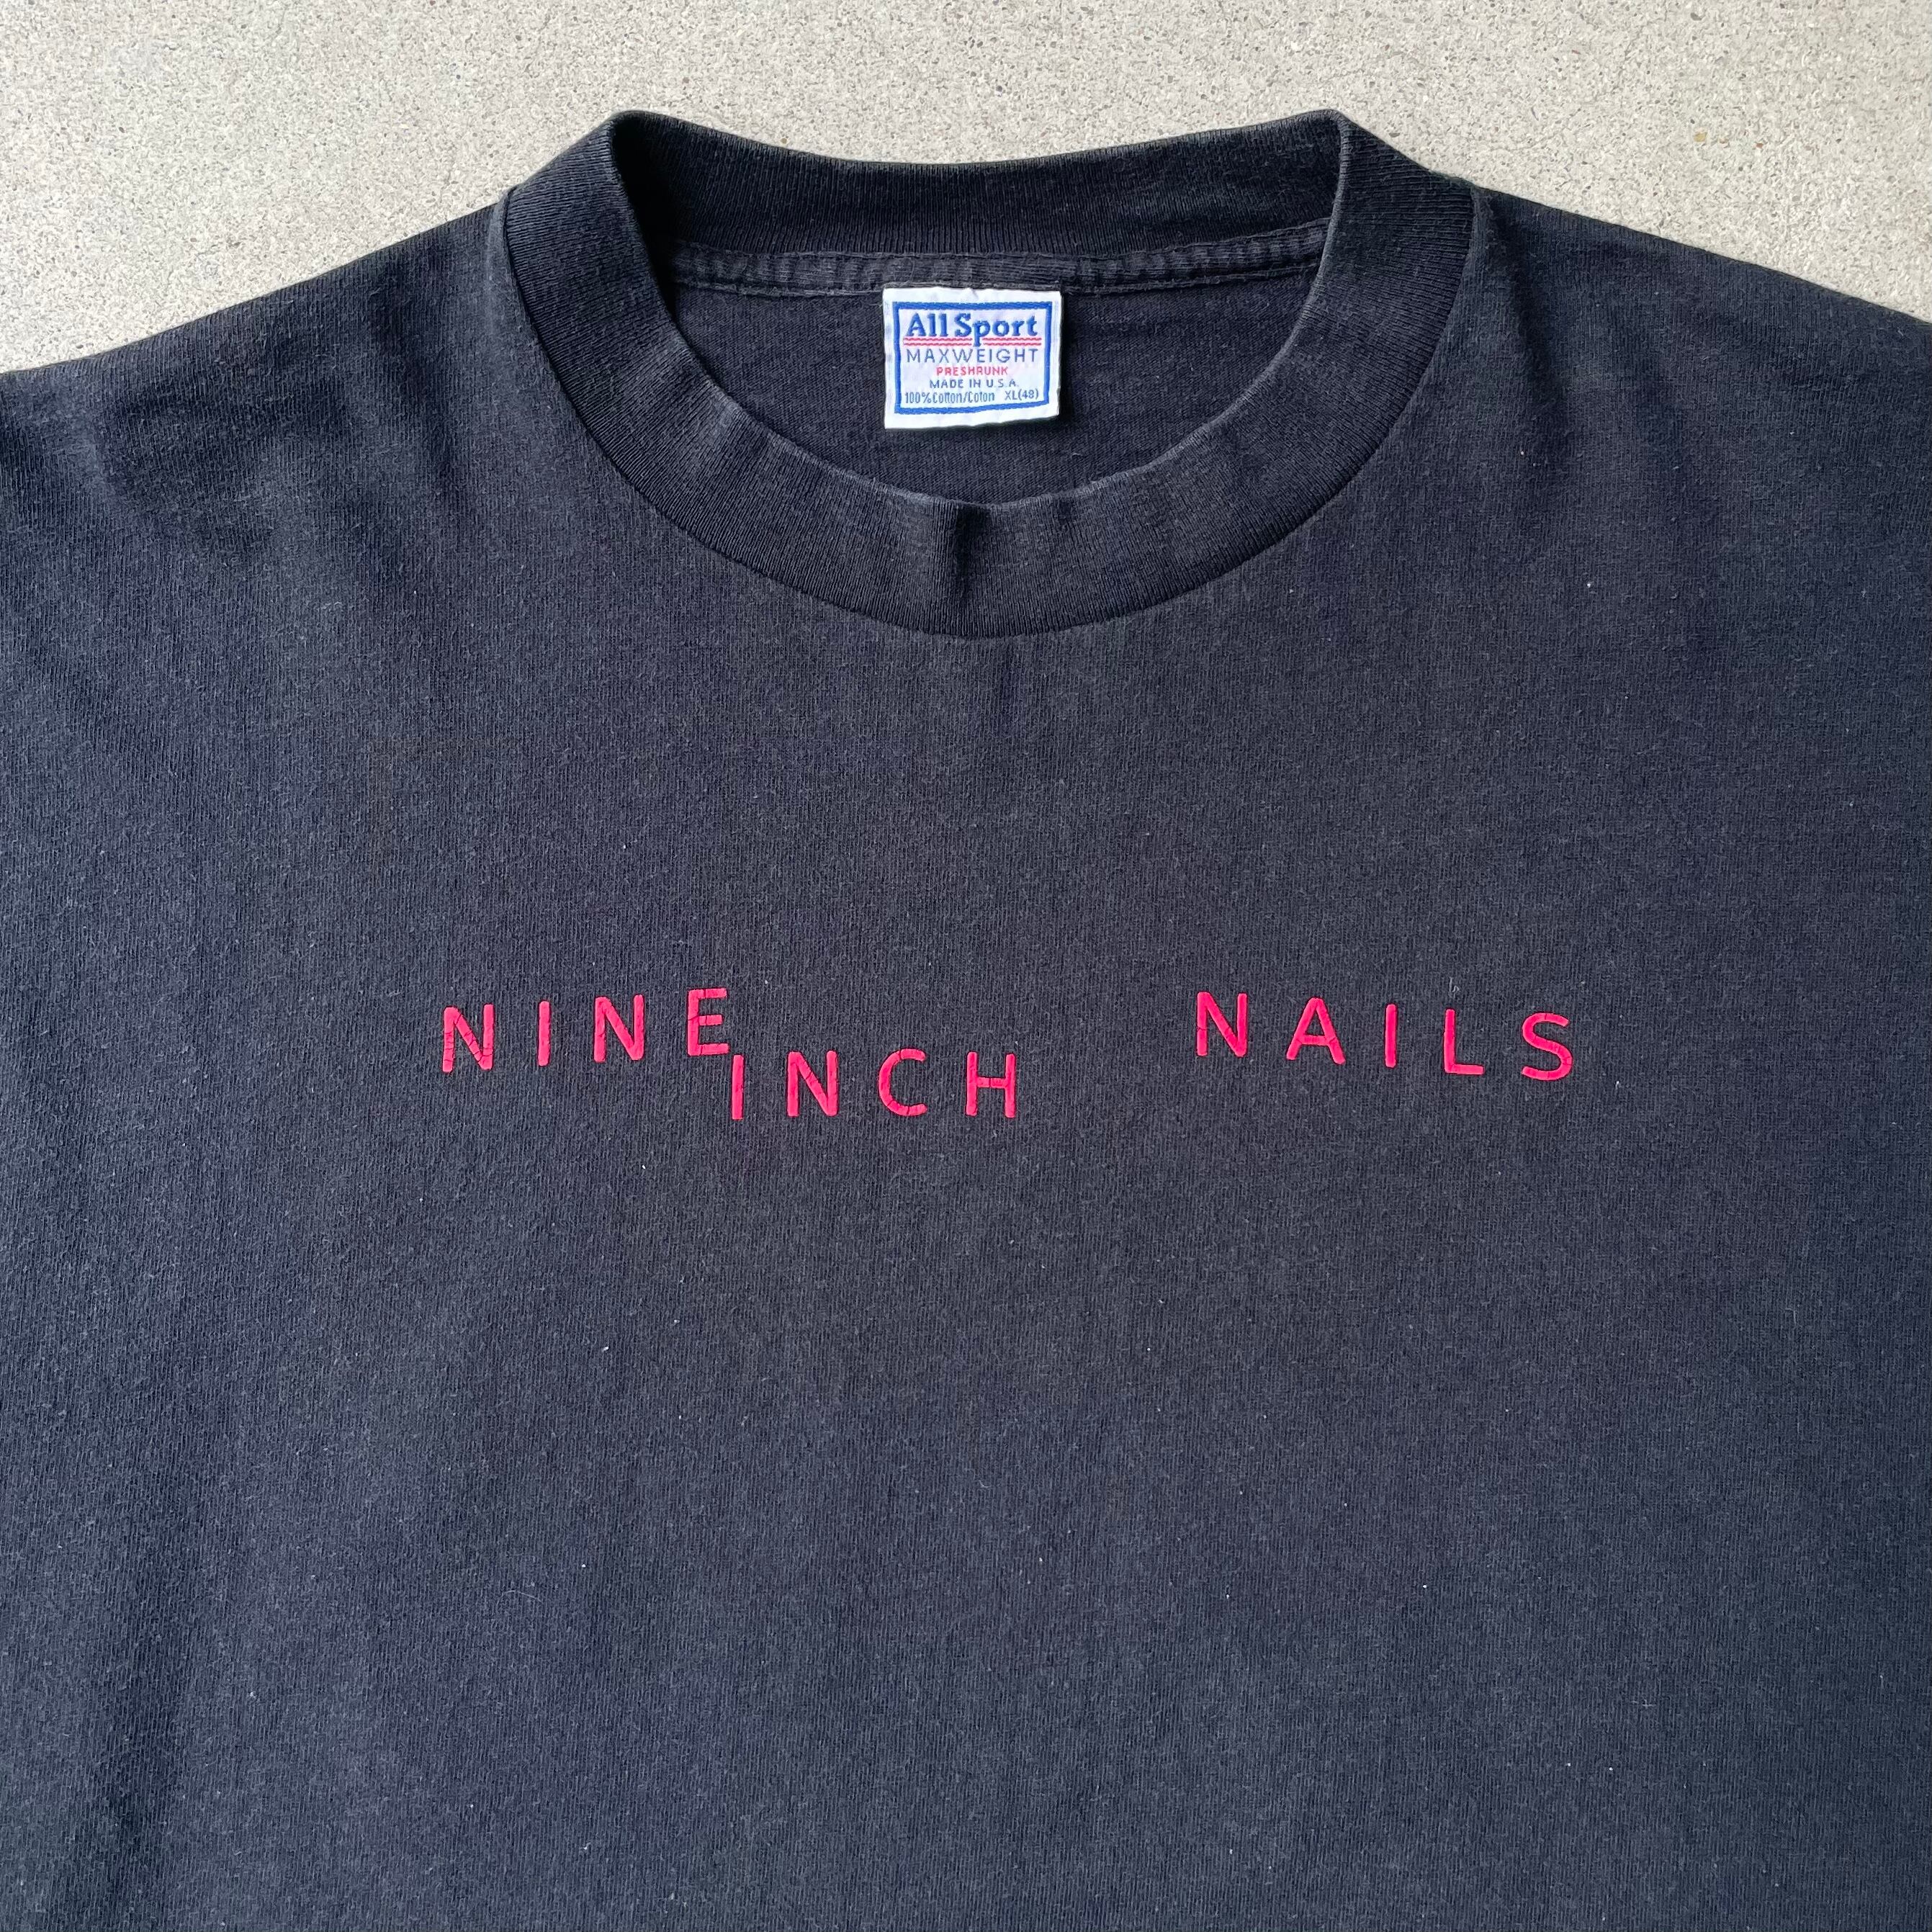 All Sport
MAXWEIGHT
PRESHRUNK
MADE IN U.S.A.
100% Cotton/Coton XL(48)
NINE INCH NAILS